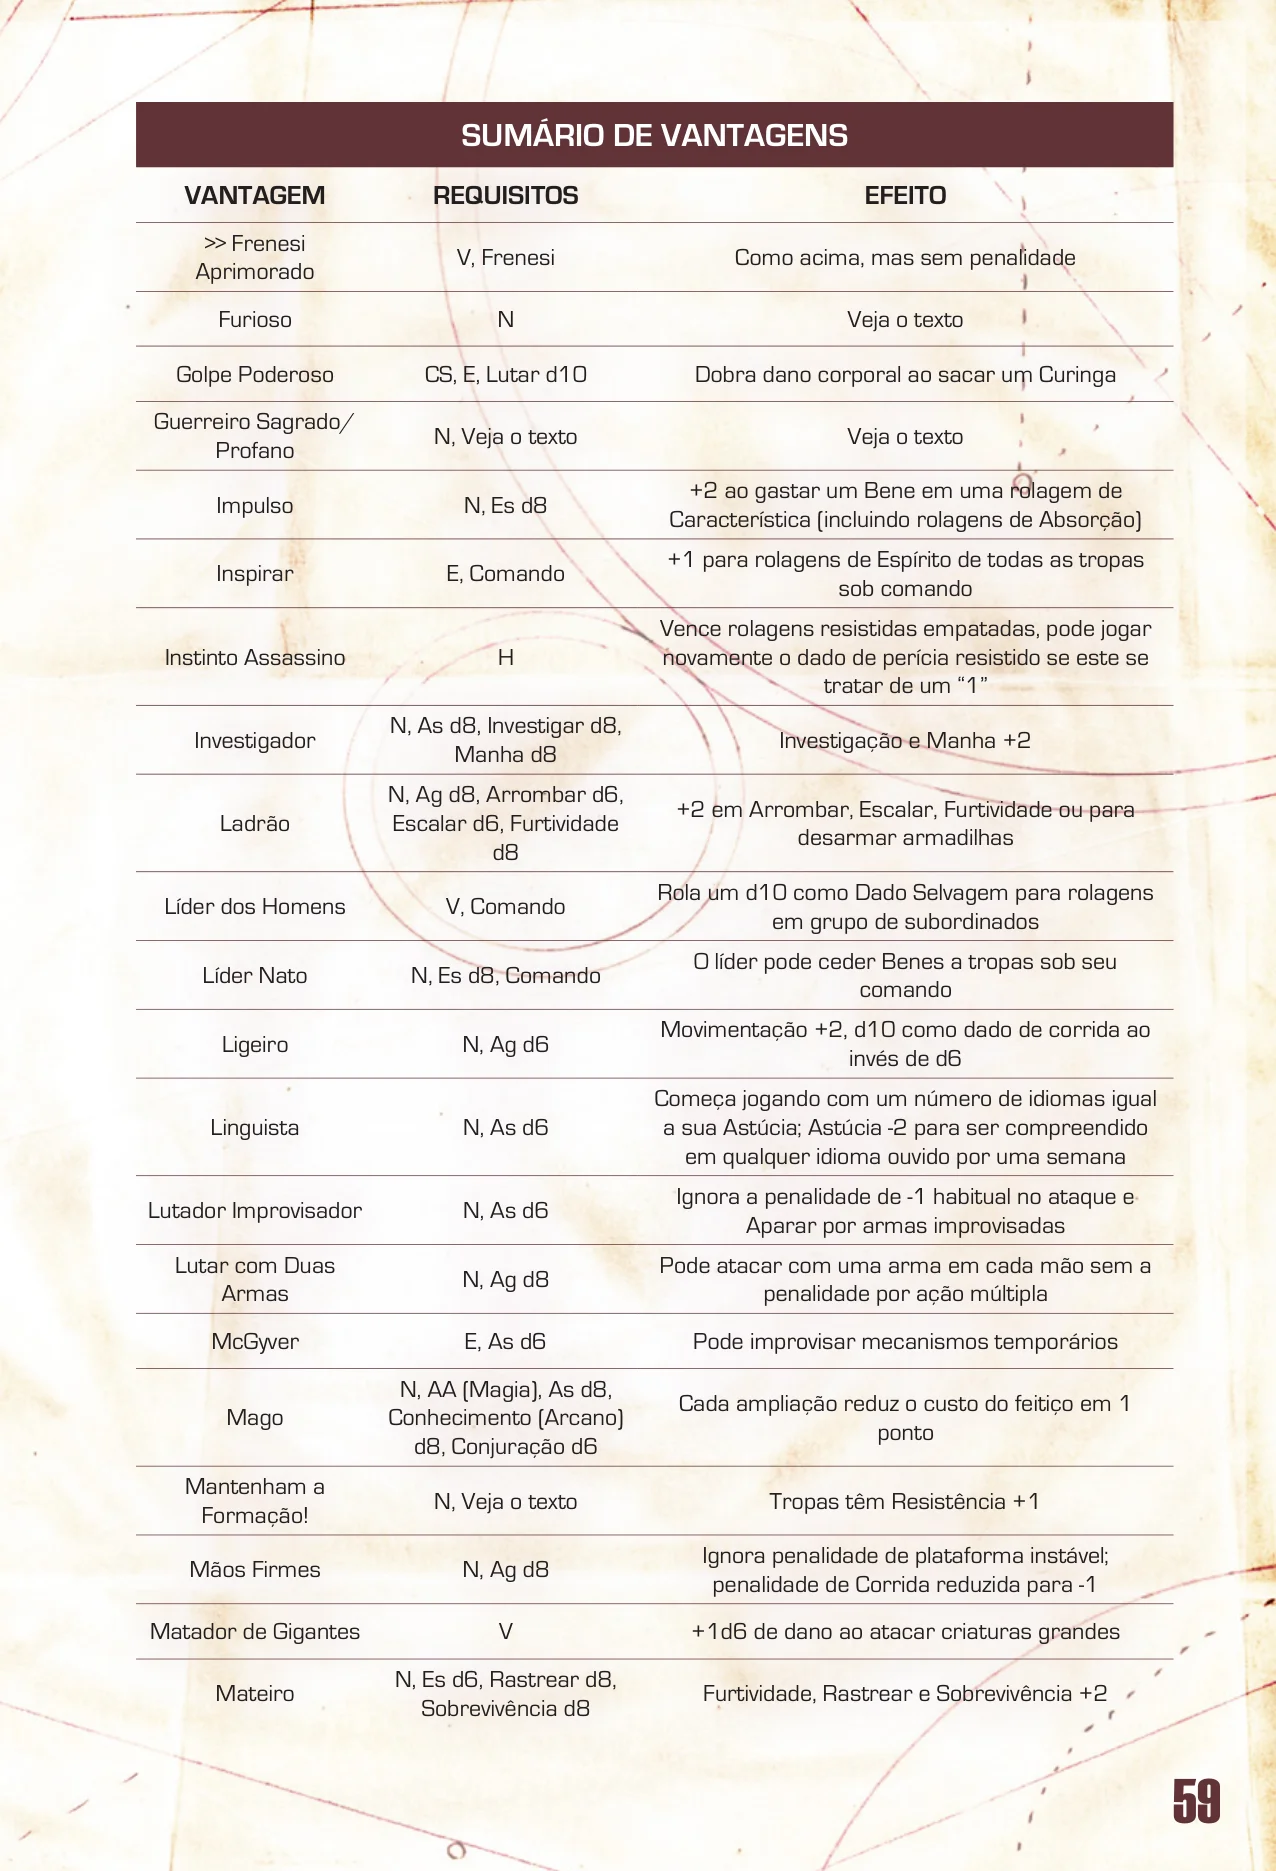 SUMÁRIO DE VANTAGENS
VANTAGEM REQUISITOS EFEITO
>> Frenesi
Aprimorado
V, Frenesi
Como acima, mas sem penalidade
Furioso
N
Veja o texto
Golpe Poderoso
CS, E, Lutar d10
Dobra dano corporal ao sacar um Curinga
Guerreiro Sagrado/
Profano
N, Veja o texto
Veja o texto
Impulso
N, Es d8
+2 ao gastar um Bene em uma rolagem de
Característica (incluindo rolagens de Absorção)
Inspirar
E, Comando
+1 para rolagens de Espírito de todas as tropas
sob comando
Instinto Assassino
H
Vence rolagens resistidas empatadas, pode jogar
novamente o dado de perícia resistido se este se
tratar de um “1”
Investigador
N, As d8, Investigar d8,
Manha d8
Investigação e Manha +2
Ladrão
N, Ag d8, Arrombar d6,
Escalar d6, Furtividade
d8
+2 em Arrombar, Escalar, Furtividade ou para
desarmar armadilhas
Líder dos Homens
V, Comando
Rola um d10 como Dado Selvagem para rolagens
em grupo de subordinados
Líder Nato
N, Es d8, Comando
O líder pode ceder Benes a tropas sob seu
comando
Ligeiro
N, Ag d6
Movimentação +2, d10 como dado de corrida ao
invés de d6
Linguista
N, As d6
Começa jogando com um número de idiomas igual
a sua Astúcia; Astúcia -2 para ser compreendido
em qualquer idioma ouvido por uma semana
Lutador Improvisador
N, As d6
Ignora a penalidade de -1 habitual no ataque e
Aparar por armas improvisadas
Lutar com Duas
Armas
N, Ag d8
Pode atacar com uma arma em cada mão sem a
penalidade por ação múltipla
McGyver
E, As d6
Pode improvisar mecanismos temporários
Mago
N, AA (Magia), As d8,
Conhecimento (Arcano)
d8, Conjuração d6
Cada ampliação reduz o custo do feitiço em 1
ponto
Mantenham a
Formação!
N, Veja o texto
Tropas têm Resistência +1
Mãos Firmes
N, Ag d8
Ignora penalidade de plataforma instável;
penalidade de Corrida reduzida para -1
Matador de Gigantes
V
+1d6 de dano ao atacar criaturas grandes
Mateiro
N, Es d6, Rastrear d8,
Sobrevivência d8
Furtividade, Rastrear e Sobrevivência +2
59